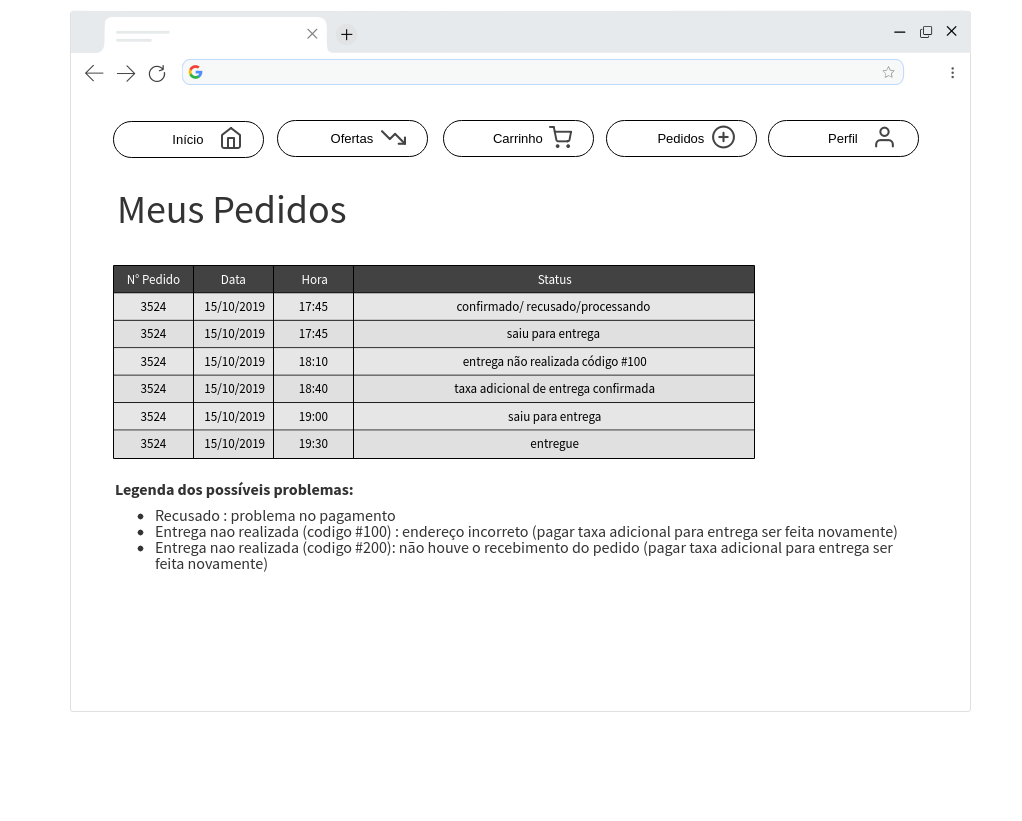 Início Ofertas Carrinho Pedidos Perfil
Meus Pedidos
N° Pedido Data Hora Status
3524 15/10/2019 17:45 confirmado/ recusado/processando
3524 15/10/2019 17:45 saiu para entrega
3524 15/10/2019 18:10 entrega não realizada código #100
3524 15/10/2019 18:40 taxa adicional de entrega confirmada
3524 15/10/2019 19:00 saiu para entrega
3524 15/10/2019 19:30 entregue
Legenda dos possíveis problemas:
• Recusado : problema no pagamento
• Entrega nao realizada (codigo #100) : endereço incorreto (pagar taxa adicional para entrega ser feita novamente)
• Entrega nao realizada (codigo #200): não houve o recebimento do pedido (pagar taxa adicional para entrega ser
feita novamente)